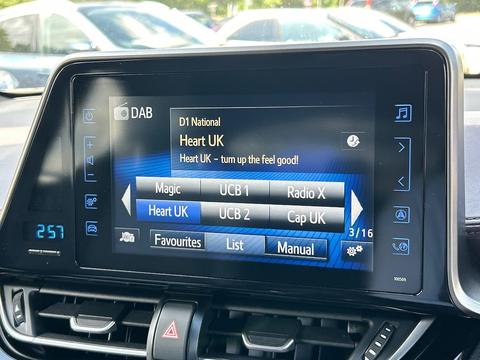 DAB
D1 National
Heart UK
Heart UK – turn up the feel good!
Magic UCB 1 Radio X
Heart UK UCB 2 Cap UK
3/16
Favourites List Manual
2:57